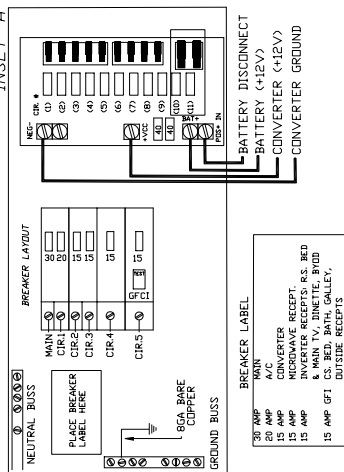 INSET A
CIR. #
(1)
(2)
(3)
(4)
(5)
(6)
(7)
(8)
(9)
(10)
(11)
NEG-
+VCC
40
40
BAT+
POS+ IN
BATTERY DISCONNECT
BATTERY (+12V)
CONVERTER (+12V)
CONVERTER GROUND
BREAKER LAYOUT
30 20 15 15 15 15
TEST
GFCI
MAIN
CIR.1
CIR.2
CIR.3
CIR.4
CIR.5
NEUTRAL BUSS
PLACE BREAKER
LABEL HERE
8GA BARE
COPPER
GROUND BUSS
BREAKER LABEL
30 AMP MAIN
20 AMP A/C
15 AMP CONVERTER
15 AMP MICROWAVE RECEPT.
15 AMP INVERTER RECEPTS: R.S. BED
& MAIN TV, DINETTE, BYOD
15 AMP GFI CS. BED, BATH, GALLEY,
OUTSIDE RECEPTS